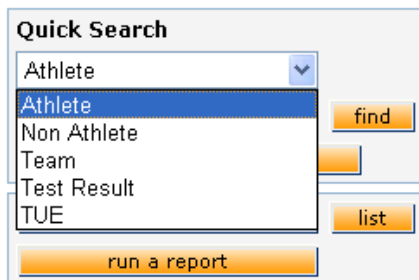 Quick Search
Athlete
Athlete
Non Athlete
find
Team
Test Result
TUE
list
run a report